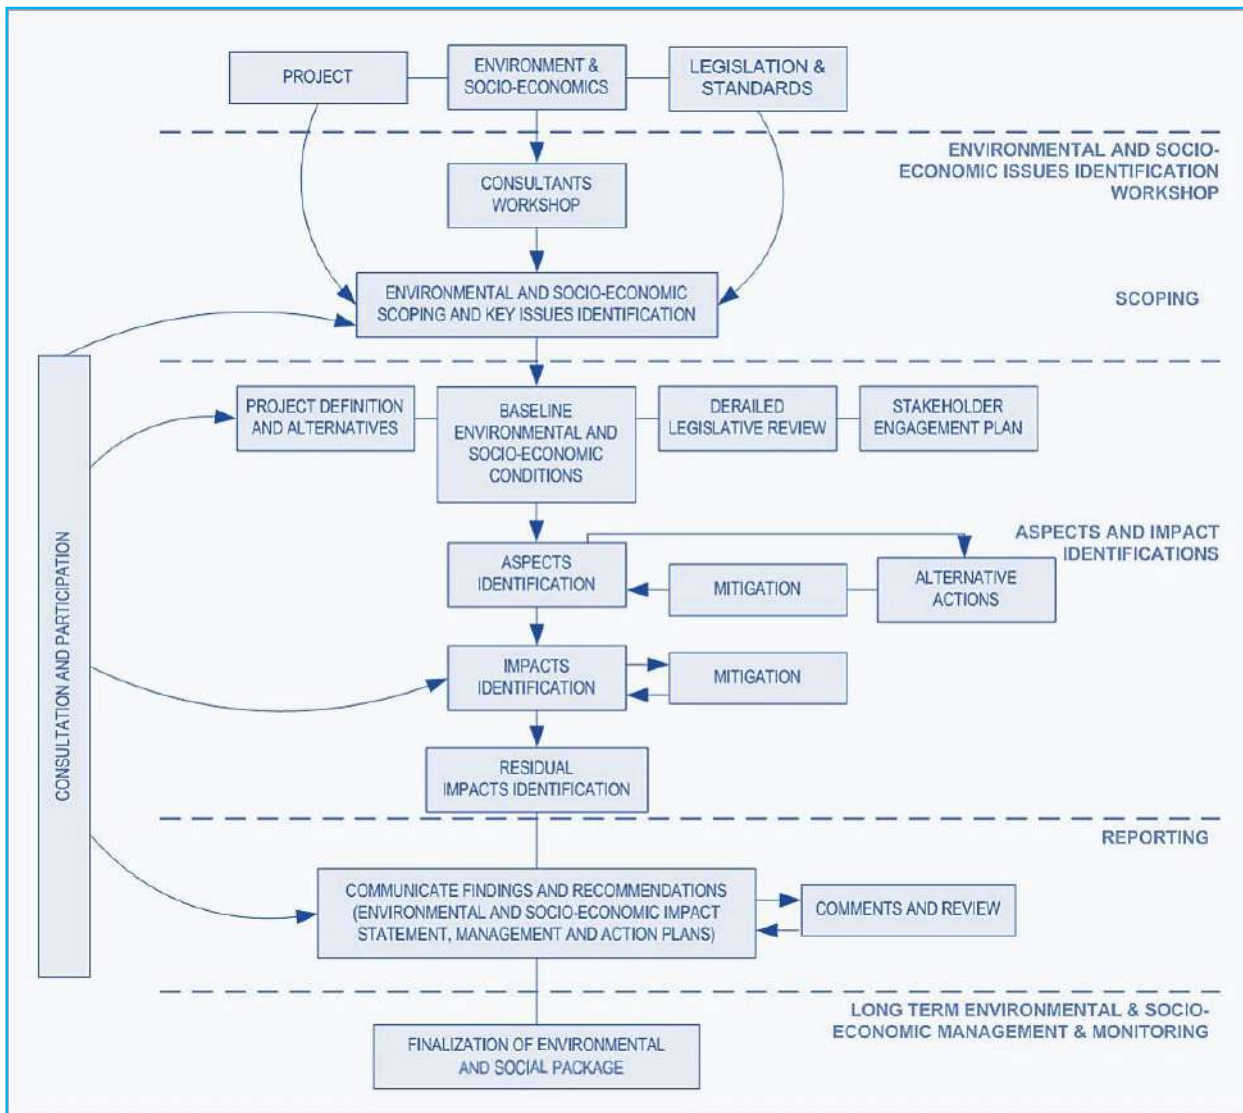 PROJECT
ENVIRONMENT &
SOCIO-ECONOMICS
LEGISLATION &
STANDARDS
ENVIRONMENTAL AND SOCIO-
ECONOMIC ISSUES IDENTIFICATION
WORKSHOP
CONSULTANTS
WORKSHOP
ENVIRONMENTAL AND SOCIO-ECONOMIC
SCOPING AND KEY ISSUES IDENTIFICATION
SCOPING
CONSULTATION AND PARTICIPATION
PROJECT DEFINITION
AND ALTERNATIVES
BASELINE
ENVIRONMENTAL AND
SOCIO-ECONOMIC
CONDITIONS
DERAILED
LEGISLATIVE REVIEW
STAKEHOLDER
ENGAGEMENT PLAN
ASPECTS AND IMPACT
IDENTIFICATIONS
ASPECTS
IDENTIFICATION
MITIGATION
ALTERNATIVE
ACTIONS
IMPACTS
IDENTIFICATION
MITIGATION
RESIDUAL
IMPACTS IDENTIFICATION
REPORTING
COMMUNICATE FINDINGS AND RECOMMENDATIONS
(ENVIRONMENTAL AND SOCIO-ECONOMIC IMPACT
STATEMENT, MANAGEMENT AND ACTION PLANS)
COMMENTS AND REVIEW
LONG TERM ENVIRONMENTAL & SOCIO-
ECONOMIC MANAGEMENT & MONITORING
FINALIZATION OF ENVIRONMENTAL
AND SOCIAL PACKAGE